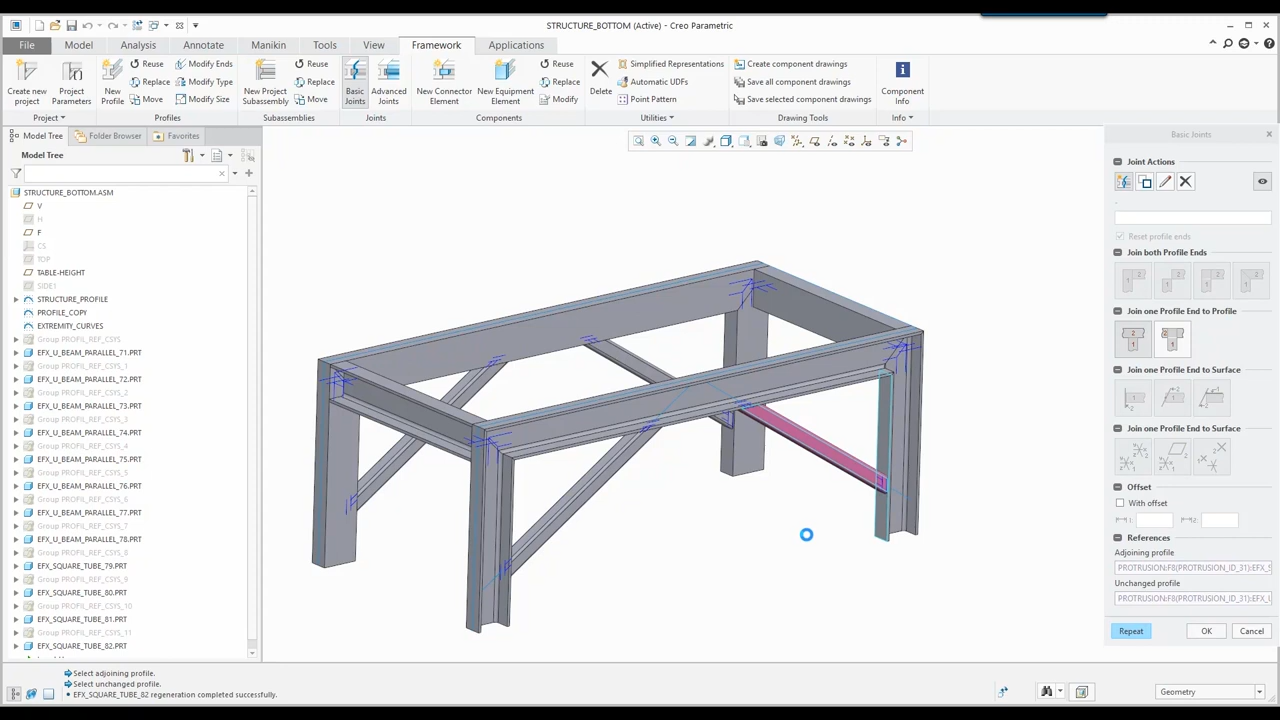 STRUCTURE_BOTTOM (Active) - Creo Parametric
File Model Analysis Annotate Manikin Tools View Framework Applications
Create new project
Project Parameters
New Profile
Reuse
Replace
Move
Modify Ends
Modify Type
Modify Size
New Project Subassembly
Reuse
Replace
Move
Basic Joints
Advanced Joints
New Connector Element
New Equipment Element
Reuse
Replace
Modify
Delete
Simplified Representations
Automatic UDFs
Point Pattern
Create component drawings
Save all component drawings
Save selected component drawings
Component Info
Project Profiles Subassemblies Joints Components Utilities Drawing Tools Info
Model Tree Folder Browser Favorites
Model Tree
STRUCTURE_BOTTOM.ASM
V
H
F
CS
TOP
TABLE-HEIGHT
SIDE1
STRUCTURE_PROFILE
PROFILE_COPY
EXTREMITY_CURVES
Group PROFIL_REF_CSYS
EFX_U_BEAM_PARALLEL_71.PRT
Group PROFIL_REF_CSYS_1
EFX_U_BEAM_PARALLEL_72.PRT
Group PROFIL_REF_CSYS_2
EFX_U_BEAM_PARALLEL_73.PRT
Group PROFIL_REF_CSYS_3
EFX_U_BEAM_PARALLEL_74.PRT
Group PROFIL_REF_CSYS_4
EFX_U_BEAM_PARALLEL_75.PRT
Group PROFIL_REF_CSYS_5
EFX_U_BEAM_PARALLEL_76.PRT
Group PROFIL_REF_CSYS_6
EFX_U_BEAM_PARALLEL_77.PRT
Group PROFIL_REF_CSYS_7
EFX_U_BEAM_PARALLEL_78.PRT
Group PROFIL_REF_CSYS_8
EFX_SQUARE_TUBE_79.PRT
Group PROFIL_REF_CSYS_9
EFX_SQUARE_TUBE_80.PRT
Group PROFIL_REF_CSYS_10
EFX_SQUARE_TUBE_81.PRT
Group PROFIL_REF_CSYS_11
EFX_SQUARE_TUBE_82.PRT
Basic Joints
Joint Actions
Reset profile ends
Join both Profile Ends
Join one Profile End to Profile
Join one Profile End to Surface
Join one Profile End to Surface
Offset
With offset
References
Adjoining profile
PROTRUSION:F8(PROTRUSION_ID_31):EFX_S
Unchanged profile
PROTRUSION:F8(PROTRUSION_ID_31):EFX_U
Repeat OK Cancel
Select adjoining profile.
Select unchanged profile.
• EFX_SQUARE_TUBE_82 regeneration completed successfully.
Geometry